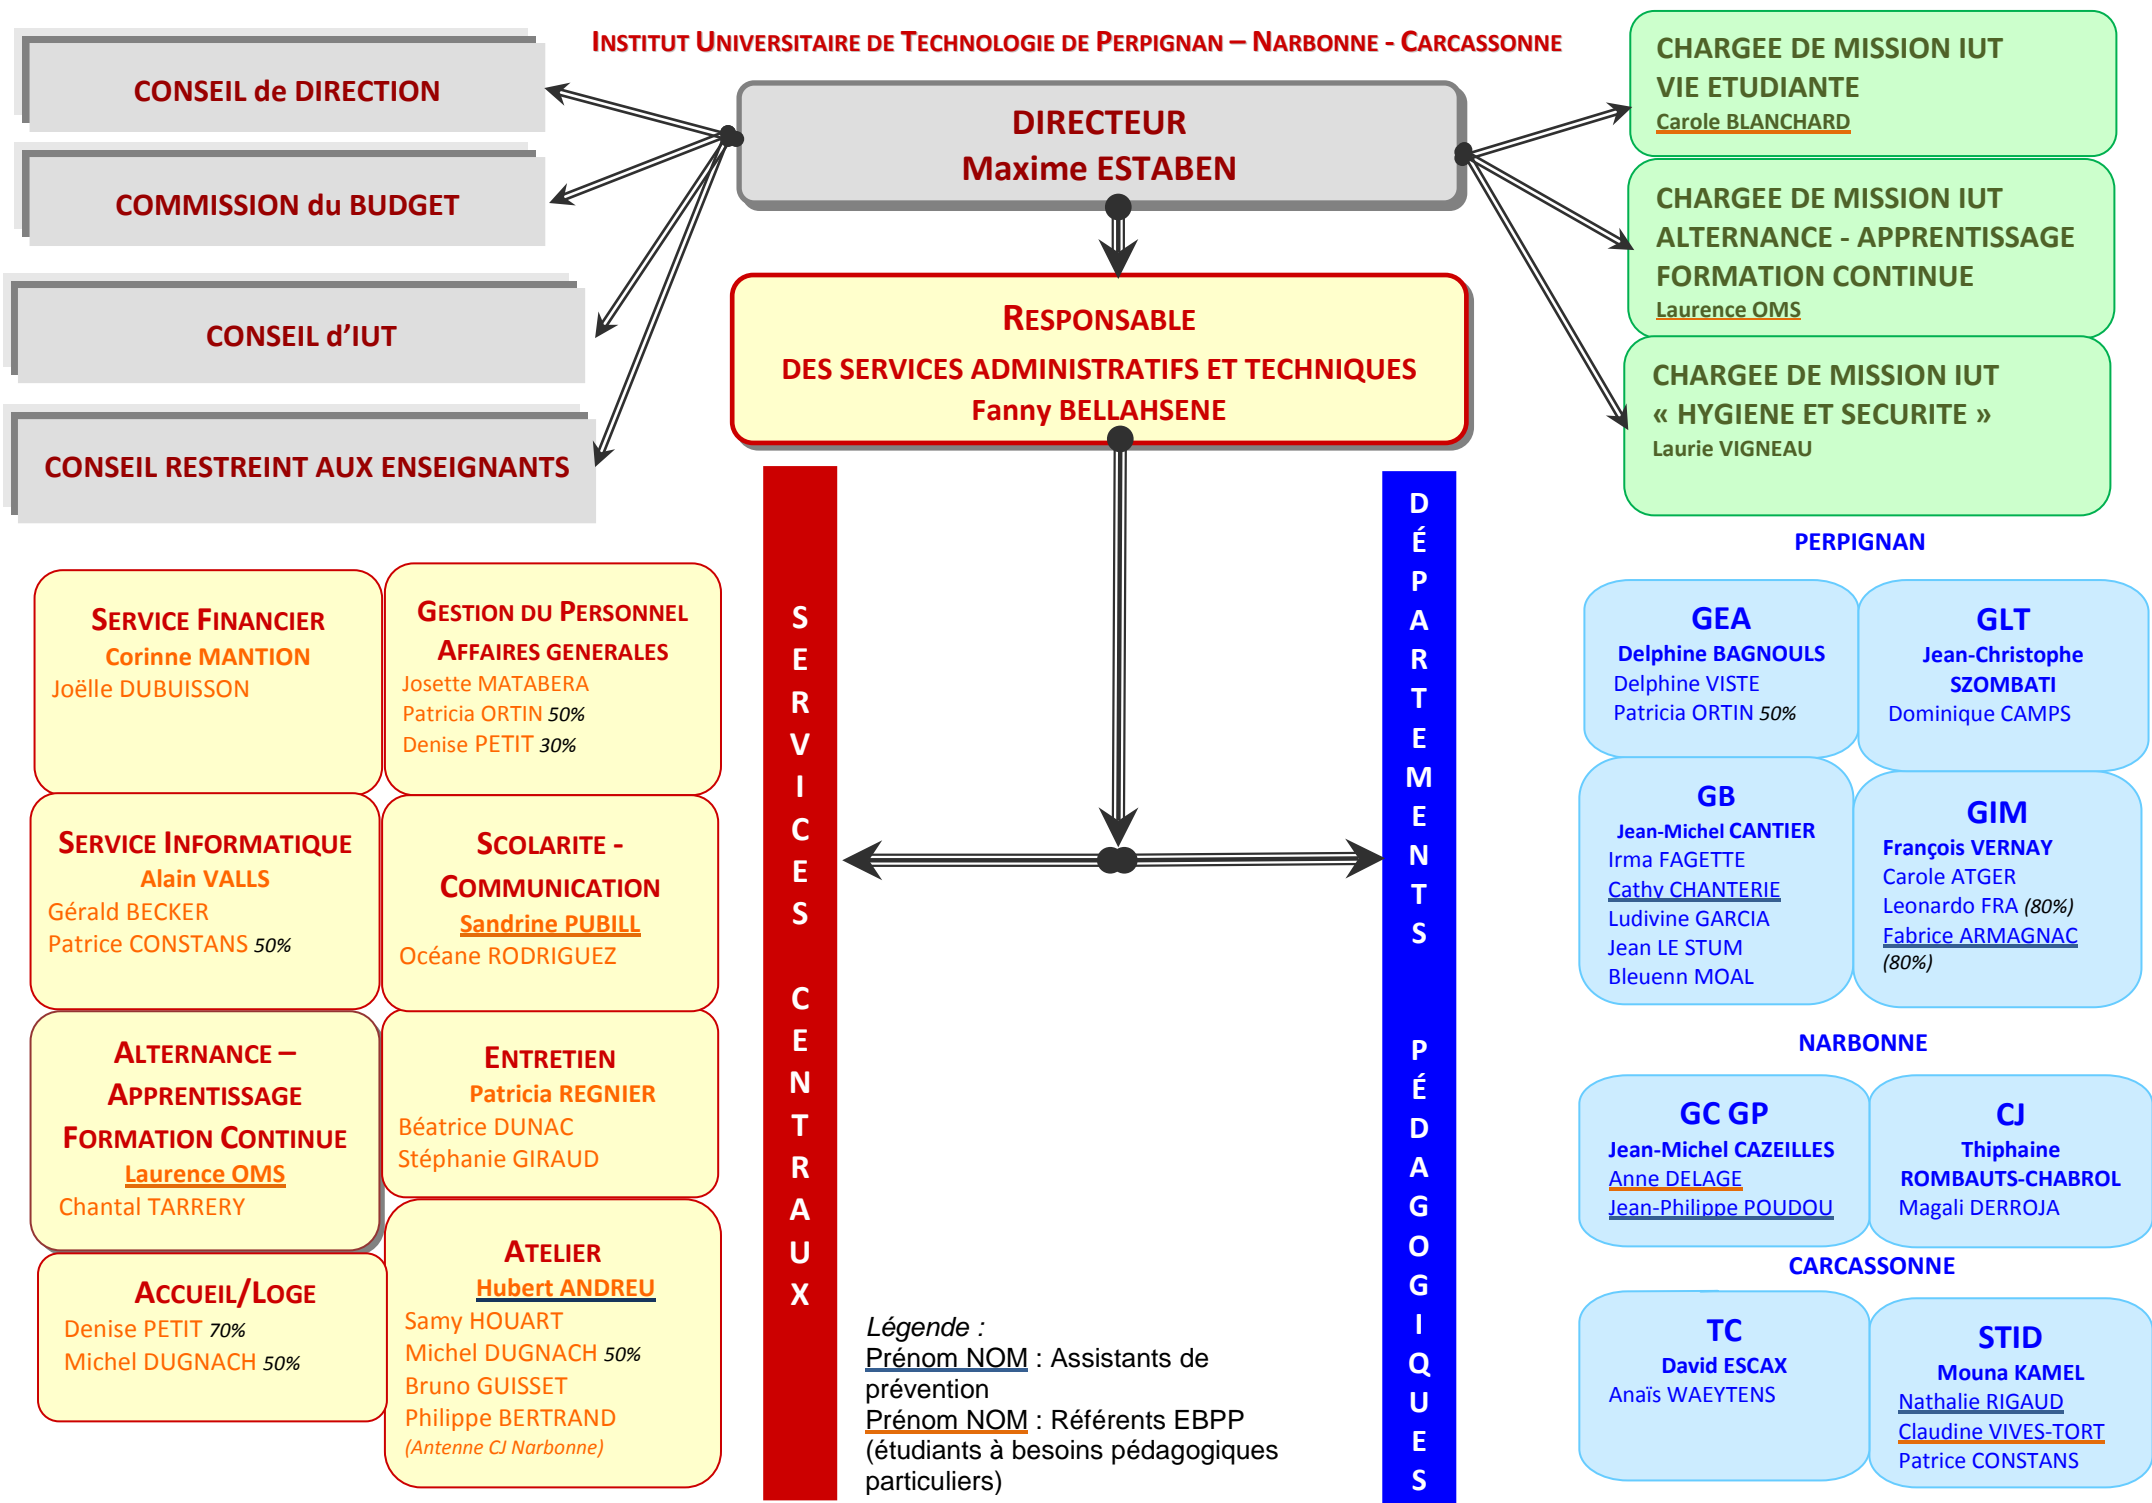 INSTITUT UNIVERSITAIRE DE TECHNOLOGIE DE PERPIGNAN – NARBONNE - CARCASSONNE
CONSEIL de DIRECTION
COMMISSION du BUDGET
CONSEIL d’IUT
CONSEIL RESTREINT AUX ENSEIGNANTS
DIRECTEUR
Maxime ESTABEN
RESPONSABLE
DES SERVICES ADMINISTRATIFS ET TECHNIQUES
Fanny BELLAHSENE
CHARGEE DE MISSION IUT
VIE ETUDIANTE
Carole BLANCHARD
CHARGEE DE MISSION IUT
ALTERNANCE - APPRENTISSAGE
FORMATION CONTINUE
Laurence OMS
CHARGEE DE MISSION IUT
« HYGIENE ET SECURITE »
Laurie VIGNEAU
SERVICE FINANCIER
Corinne MANTION
Joëlle DUBUISSON
GESTION DU PERSONNEL
AFFAIRES GENERALES
Josette MATABERA
Patricia ORTIN 50%
Denise PETIT 30%
SERVICE INFORMATIQUE
Alain VALLS
Gérald BECKER
Patrice CONSTANS 50%
SCOLARITE -
COMMUNICATION
Sandrine PUBILL
Océane RODRIGUEZ
ALTERNANCE –
APPRENTISSAGE
FORMATION CONTINUE
Laurence OMS
Chantal TARRERY
ENTRETIEN
Patricia REGNIER
Béatrice DUNAC
Stéphanie GIRAUD
ACCUEIL/LOGE
Denise PETIT 70%
Michel DUGNACH 50%
ATELIER
Hubert ANDREU
Samy HOUART
Michel DUGNACH 50%
Bruno GUISSET
Philippe BERTRAND
(Antenne CJ Narbonne)
SERVICES CENTRAUX
Légende :
Prénom NOM : Assistants de
prévention
Prénom NOM : Référents EBPP
(étudiants à besoins pédagogiques
particuliers)
DÉPARTEMENTS PÉDAGOGIQUES
PERPIGNAN
GEA
Delphine BAGNOULS
Delphine VISTE
Patricia ORTIN 50%
GLT
Jean-Christophe
SZOMBATI
Dominique CAMPS
GB
Jean-Michel CANTIER
Irma FAGETTE
Cathy CHANTERIE
Ludivine GARCIA
Jean LE STUM
Bleuenn MOAL
GIM
François VERNAY
Carole ATGER
Leonardo FRA (80%)
Fabrice ARMAGNAC
(80%)
NARBONNE
GC GP
Jean-Michel CAZEILLES
Anne DELAGE
Jean-Philippe POUDOU
CJ
Thiphaine
ROMBAUTS-CHABROL
Magali DERROJA
CARCASSONNE
TC
David ESCAX
Anaïs WAEYTENS
STID
Mouna KAMEL
Nathalie RIGAUD
Claudine VIVES-TORT
Patrice CONSTANS